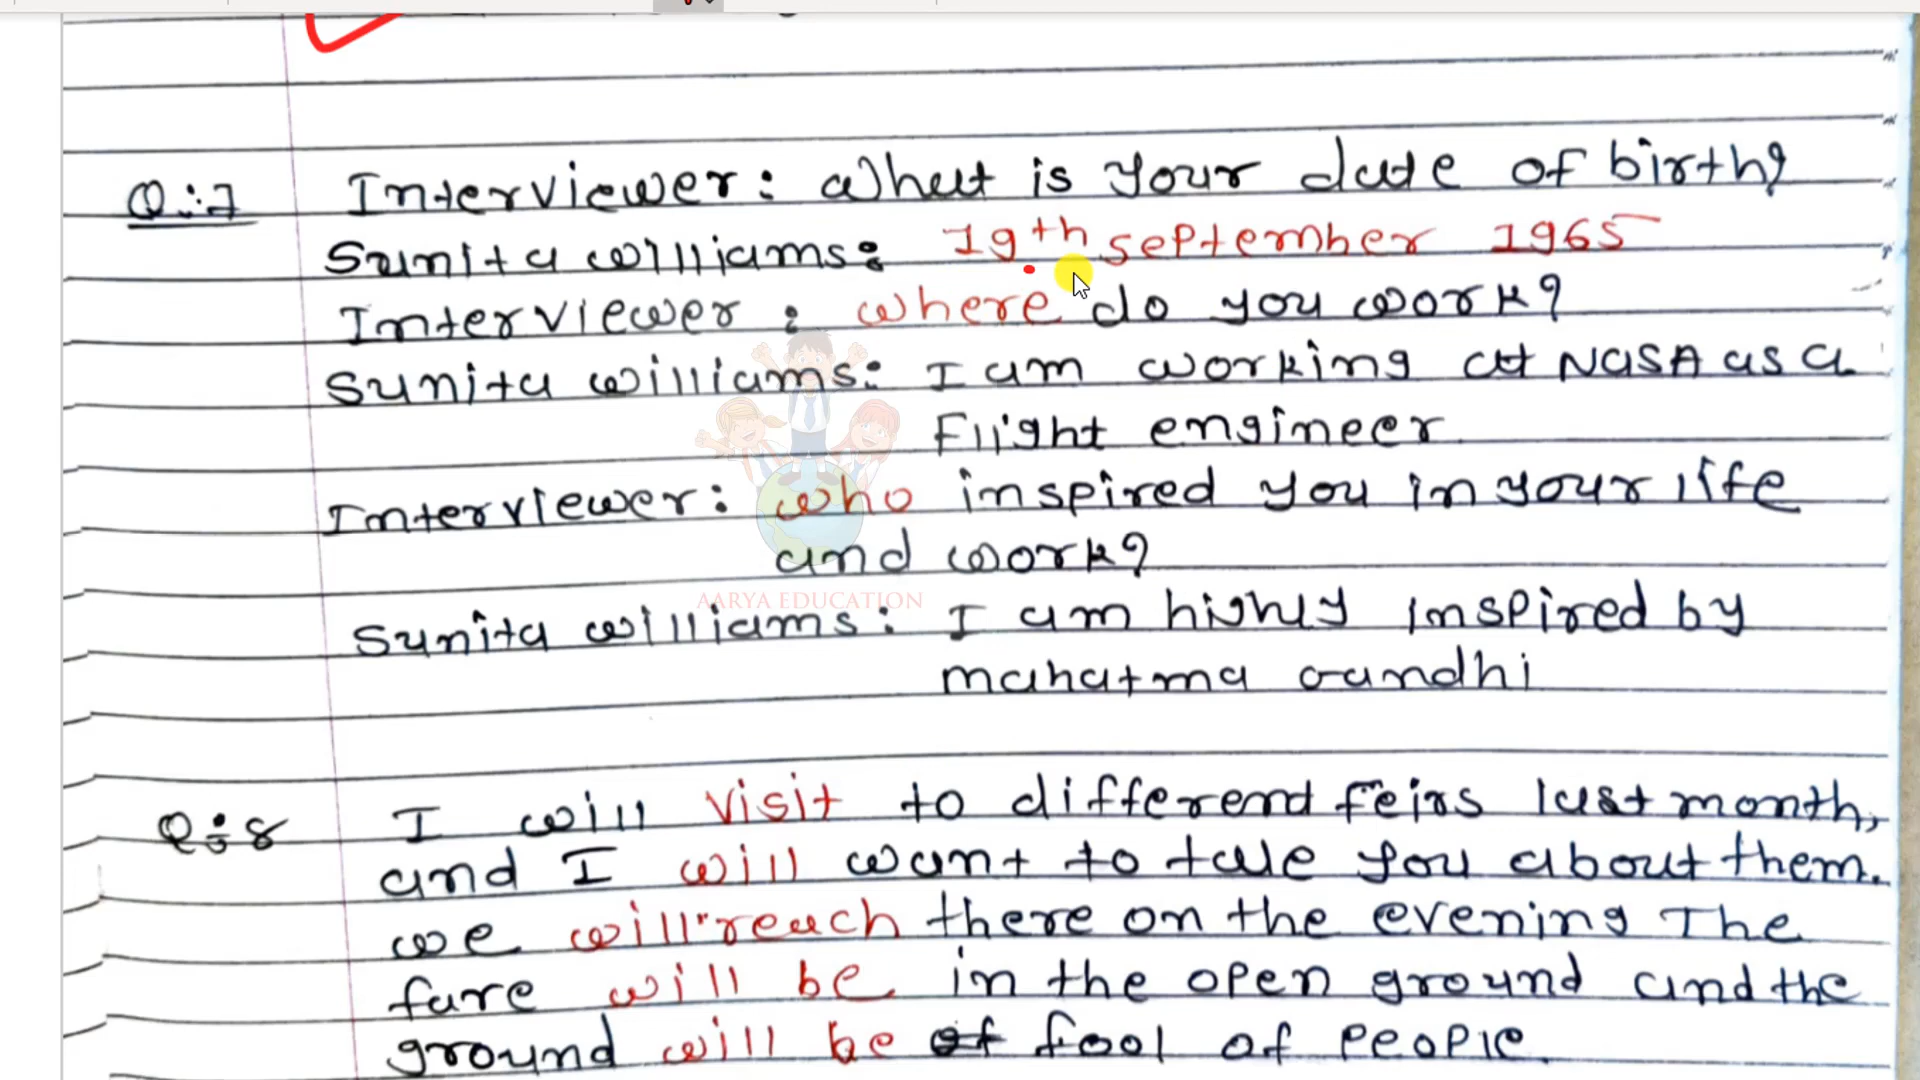 Q:7 Interviewer: What is your date of birth?
Sunita williams: 19th september 1965
Interviewer: where do you work?
Sunita williams: I am working at NASA as a
Flight engineer
Interviewer: who inspired you in your life
and work?
AARYA EDUCATION
Sunita williams: I am highly inspired by
mahatma Gandhi
Q:8 I will visit to differend feirs last month,
and I will want to tale you about them.
we will reach there on the evening The
fare will be in the open ground and the
ground will be fool of people.